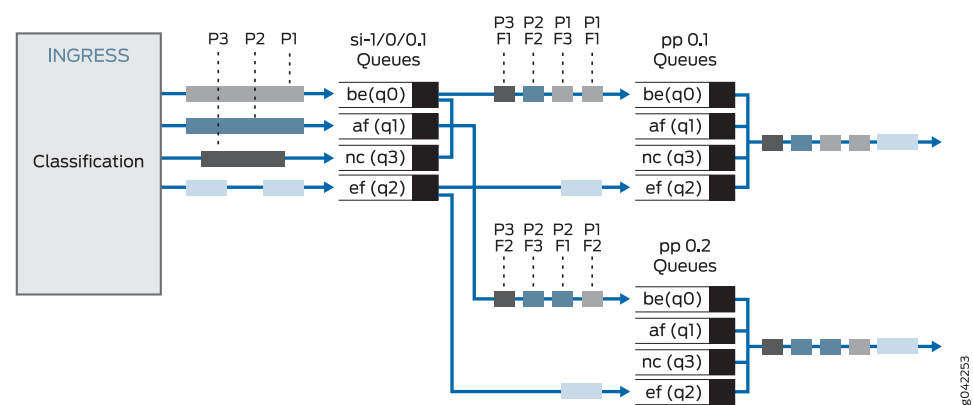 INGRESS
Classification
P3 P2 P1
si-1/0/0.1
Queues
be(q0)
af (q1)
nc (q3)
ef (q2)
P3 P2 P1 P1
F1 F2 F3 F1
pp 0.1
Queues
be(q0)
af (q1)
nc (q3)
ef (q2)
P3 P2 P2 P1
F2 F3 F1 F2
pp 0.2
Queues
be(q0)
af (q1)
nc (q3)
ef (q2)
g042253